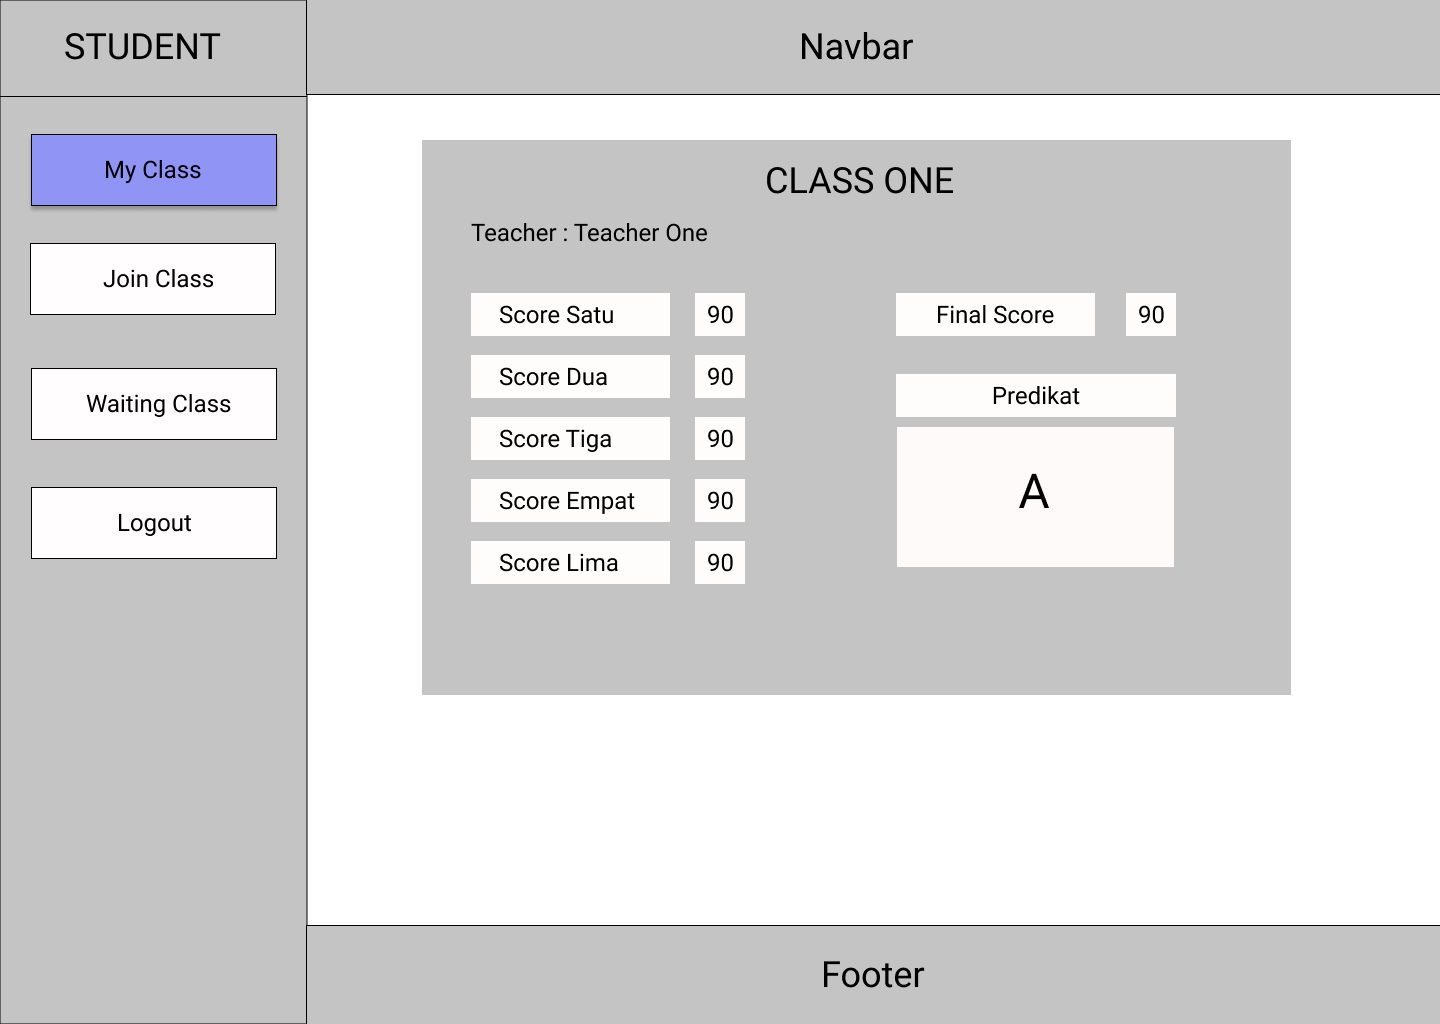 STUDENT
Navbar
My Class
Join Class
Waiting Class
Logout
CLASS ONE
Teacher : Teacher One
Score Satu 90
Score Dua 90
Score Tiga 90
Score Empat 90
Score Lima 90
Final Score 90
Predikat
A
Footer